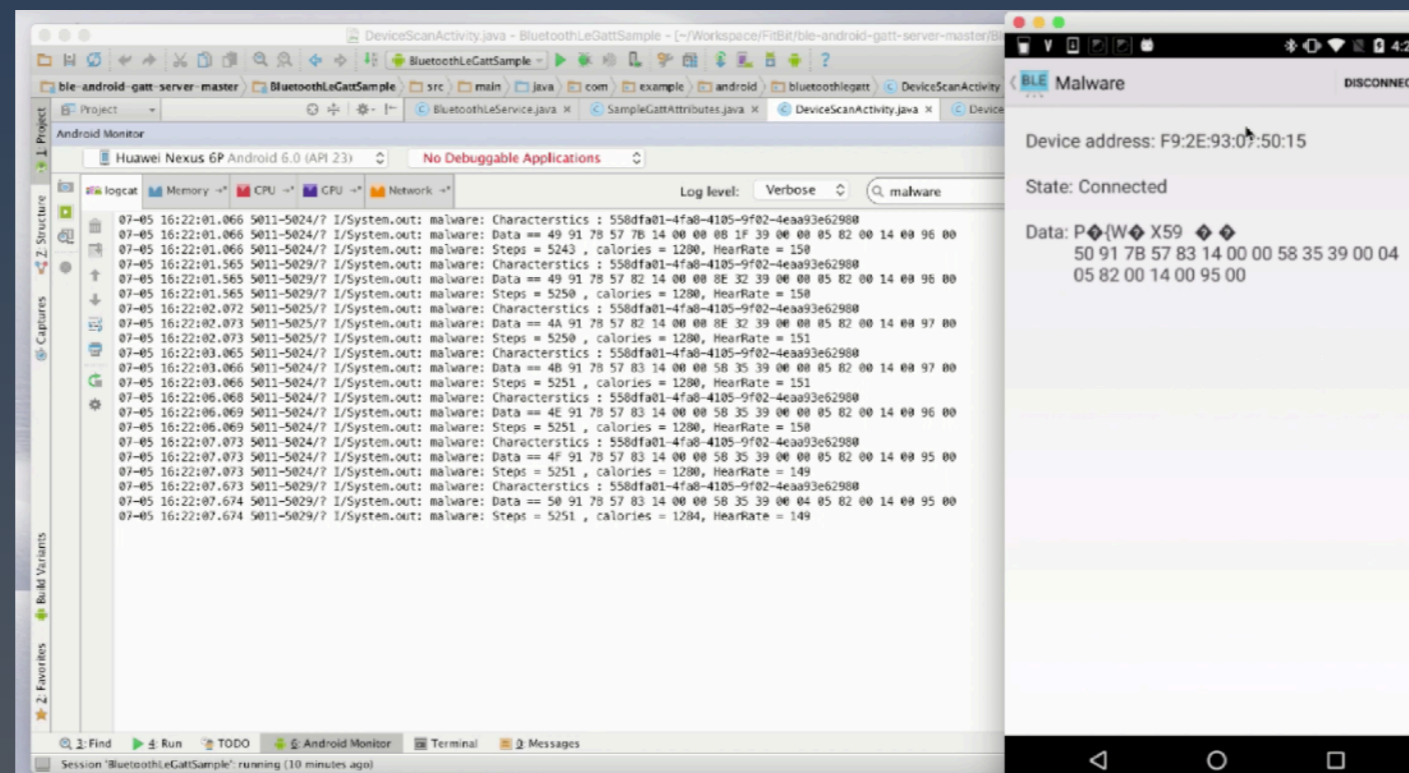 DeviceScanActivity.java - BluetoothLeGattSample - [~/Workspace/FitBit/ble-android-gatt-server-master/Bl
BluetoothLeGattSample
ble-android-gatt-server-master BluetoothLeGattSample src main java com example android bluetoothlegatt DeviceScanActivity
Project BluetoothLeService.java SampleGattAttributes.java DeviceScanActivity.java Device
Android Monitor
Huawei Nexus 6P Android 6.0 (API 23) No Debuggable Applications
logcat Memory CPU GPU Network Log level: Verbose malware
07-05 16:22:01.066 5011-5024/? I/System.out: malware: Characterstics : 558dfa01-4fa8-4105-9f02-4eaa93e62980
07-05 16:22:01.066 5011-5024/? I/System.out: malware: Data == 49 91 7B 57 7B 14 00 00 08 1F 39 00 00 05 82 00 14 00 96 00
07-05 16:22:01.066 5011-5024/? I/System.out: malware: Steps = 5243 , calories = 1280, HearRate = 150
07-05 16:22:01.565 5011-5029/? I/System.out: malware: Characterstics : 558dfa01-4fa8-4105-9f02-4eaa93e62980
07-05 16:22:01.565 5011-5029/? I/System.out: malware: Data == 49 91 7B 57 82 14 00 00 8E 32 39 00 00 05 82 00 14 00 96 00
07-05 16:22:01.565 5011-5029/? I/System.out: malware: Steps = 5250 , calories = 1280, HearRate = 150
07-05 16:22:02.072 5011-5025/? I/System.out: malware: Characterstics : 558dfa01-4fa8-4105-9f02-4eaa93e62980
07-05 16:22:02.073 5011-5025/? I/System.out: malware: Data == 4A 91 7B 57 82 14 00 00 8E 32 39 00 00 05 82 00 14 00 97 00
07-05 16:22:02.073 5011-5025/? I/System.out: malware: Steps = 5250 , calories = 1280, HearRate = 151
07-05 16:22:03.065 5011-5024/? I/System.out: malware: Characterstics : 558dfa01-4fa8-4105-9f02-4eaa93e62980
07-05 16:22:03.066 5011-5024/? I/System.out: malware: Data == 4B 91 7B 57 83 14 00 00 58 35 39 00 00 05 82 00 14 00 97 00
07-05 16:22:03.066 5011-5024/? I/System.out: malware: Steps = 5251 , calories = 1280, HearRate = 151
07-05 16:22:06.068 5011-5024/? I/System.out: malware: Characterstics : 558dfa01-4fa8-4105-9f02-4eaa93e62980
07-05 16:22:06.069 5011-5024/? I/System.out: malware: Data == 4E 91 7B 57 83 14 00 00 58 35 39 00 00 05 82 00 14 00 96 00
07-05 16:22:06.069 5011-5024/? I/System.out: malware: Steps = 5251 , calories = 1280, HearRate = 150
07-05 16:22:07.073 5011-5024/? I/System.out: malware: Characterstics : 558dfa01-4fa8-4105-9f02-4eaa93e62980
07-05 16:22:07.073 5011-5024/? I/System.out: malware: Data == 4F 91 7B 57 83 14 00 00 58 35 39 00 00 05 82 00 14 00 95 00
07-05 16:22:07.073 5011-5024/? I/System.out: malware: Steps = 5251 , calories = 1280, HearRate = 149
07-05 16:22:07.673 5011-5029/? I/System.out: malware: Characterstics : 558dfa01-4fa8-4105-9f02-4eaa93e62980
07-05 16:22:07.674 5011-5029/? I/System.out: malware: Data == 50 91 7B 57 83 14 00 00 58 35 39 00 04 05 82 00 14 00 95 00
07-05 16:22:07.674 5011-5029/? I/System.out: malware: Steps = 5251 , calories = 1284, HearRate = 149
1: Project
Z: Structure
Captures
Build Variants
2: Favorites
3: Find 4: Run TODO 6: Android Monitor Terminal 0: Messages
Session 'BluetoothLeGattSample': running (10 minutes ago)
4:2
BLE Malware DISCONNEC
Device address: F9:2E:93:07:50:15
State: Connected
Data: P�{W� X59 � �
50 91 7B 57 83 14 00 00 58 35 39 00 04
05 82 00 14 00 95 00